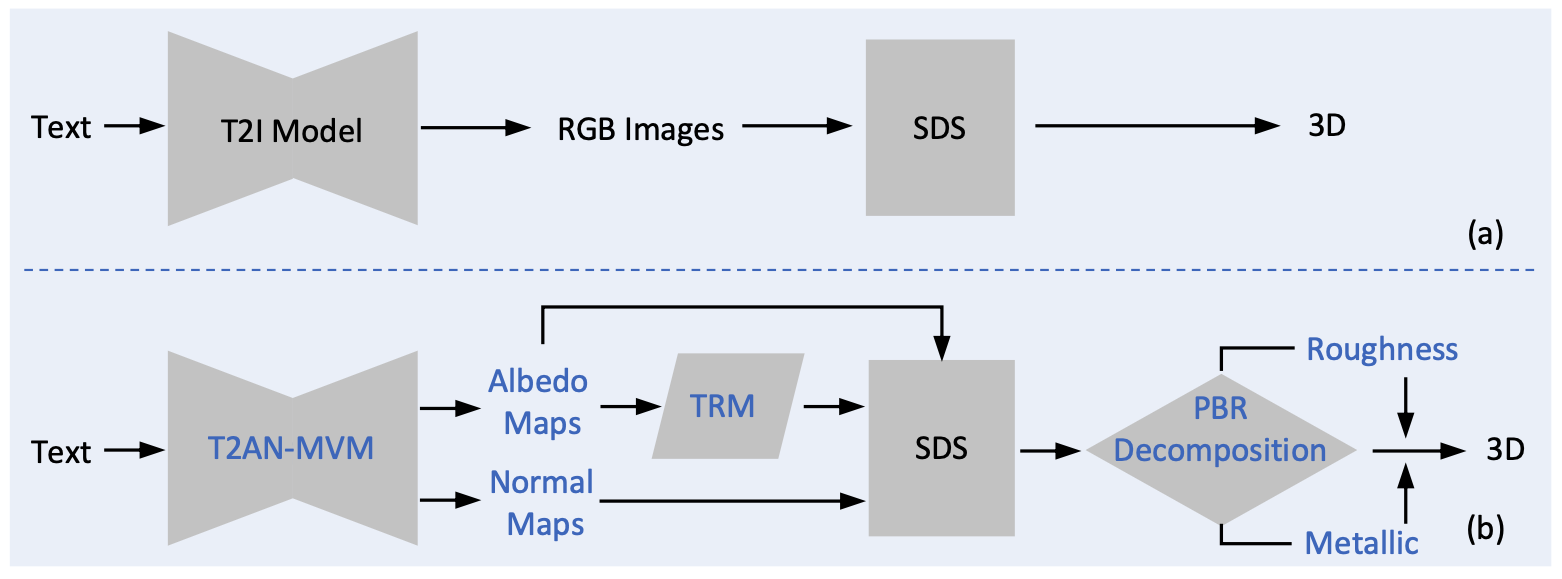 Text
T2I Model
RGB Images
SDS
3D
(a)
Text
T2AN-MVM
Albedo
Maps
Normal
Maps
TRM
SDS
PBR
Decomposition
Roughness
Metallic
3D
(b)